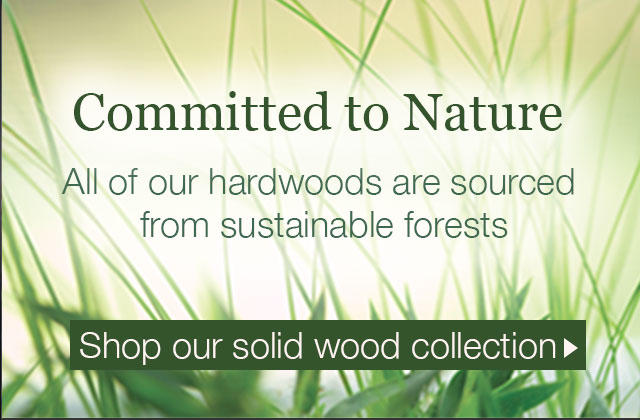 Committed to Nature
All of our hardwoods are sourced
from sustainable forests
Shop our solid wood collection